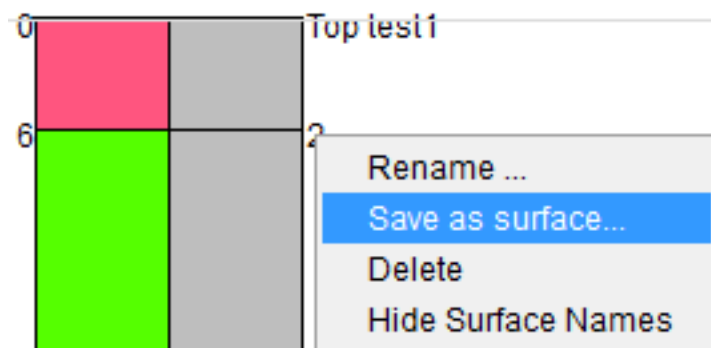 0 Top test1
6 2
Rename ...
Save as surface...
Delete
Hide Surface Names